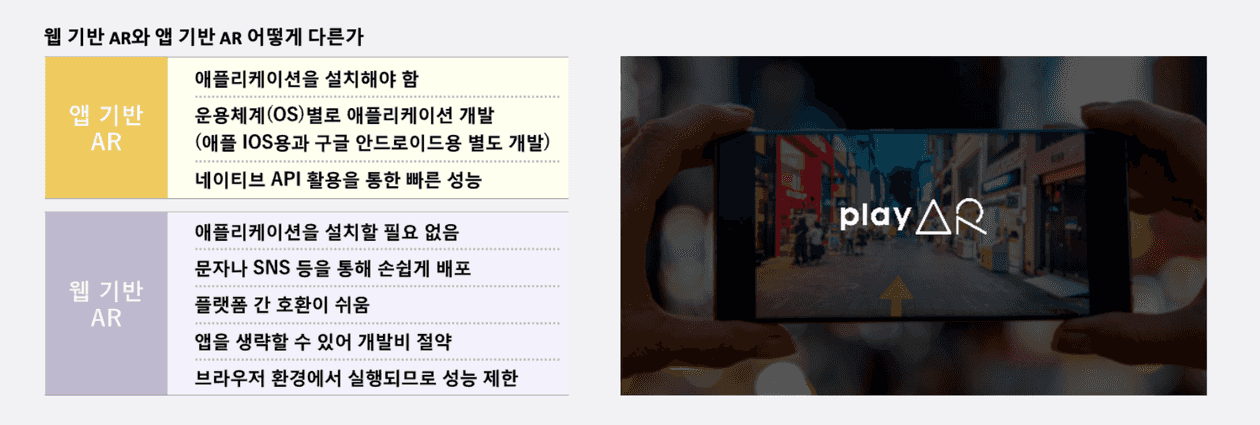 웹 기반 AR와 앱 기반 AR 어떻게 다른가
앱 기반
AR
애플리케이션을 설치해야 함
운용체계(OS)별로 애플리케이션 개발
(애플 IOS용과 구글 안드로이드용 별도 개발)
네이티브 API 활용을 통한 빠른 성능
웹 기반
AR
애플리케이션을 설치할 필요 없음
문자나 SNS 등을 통해 손쉽게 배포
플랫폼 간 호환이 쉬움
앱을 생략할 수 있어 개발비 절약
브라우저 환경에서 실행되므로 성능 제한
play AR